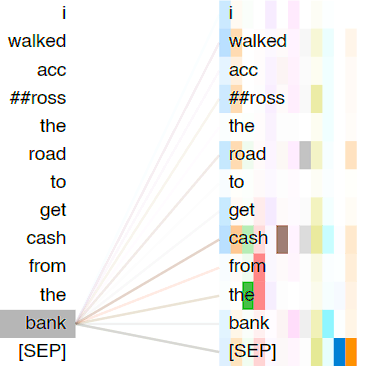 i i
walked walked
acc acc
##ross ##ross
the the
road road
to to
get get
cash cash
from from
the the
bank bank
[SEP] [SEP]